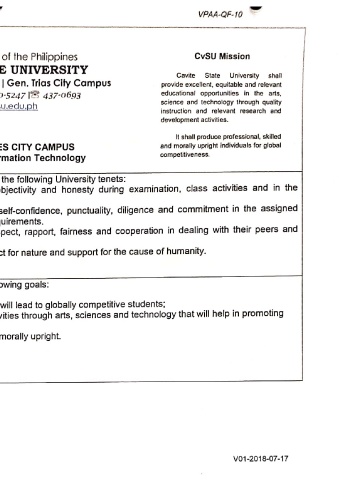 VPAA-QF-10
of the Philippines
E UNIVERSITY
| Gen. Trias City Campus
0-5247 | 437-0693
su.edu.ph
CvSU Mission
Cavite State University shall
provide excellent, equitable and relevant
educational opportunities in the arts,
science and technology through quality
instruction and relevant research and
development activities.
It shall produce professional, skilled
and morally upright individuals for global
competitiveness.
ES CITY CAMPUS
rmation Technology
the following University tenets:
bjectivity and honesty during examination, class activities and in the
self-confidence, punctuality, diligence and commitment in the assigned
quirements.
pect, rapport, fairness and cooperation in dealing with their peers and
ct for nature and support for the cause of humanity.
owing goals:
will lead to globally competitive students;
vities through arts, sciences and technology that will help in promoting
morally upright.
V01-2018-07-17